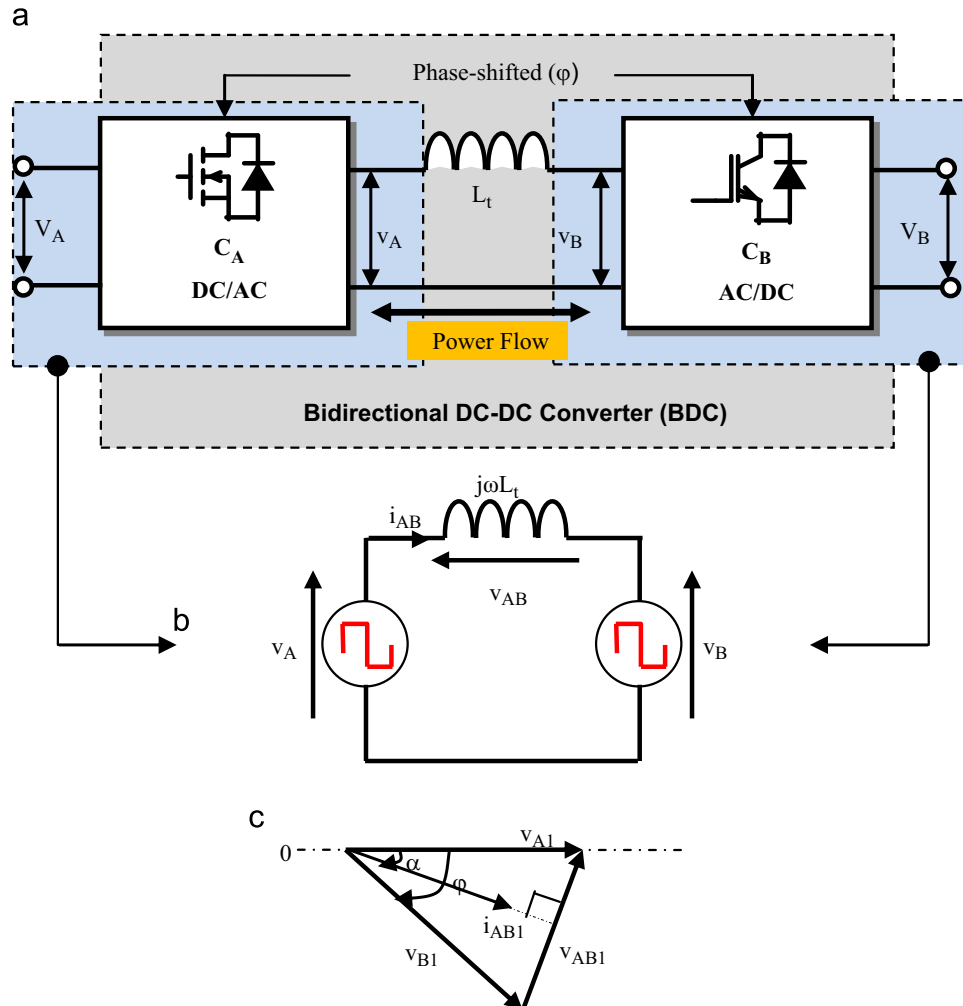 a
Phase-shifted (φ)
L_t
V_A
v_A
v_B
V_B
C_A
DC/AC
C_B
AC/DC
Power Flow
Bidirectional DC-DC Converter (BDC)
jωL_t
i_AB
v_AB
b
v_A
v_B
c
v_A1
0
α
φ
i_AB1
v_B1
v_AB1